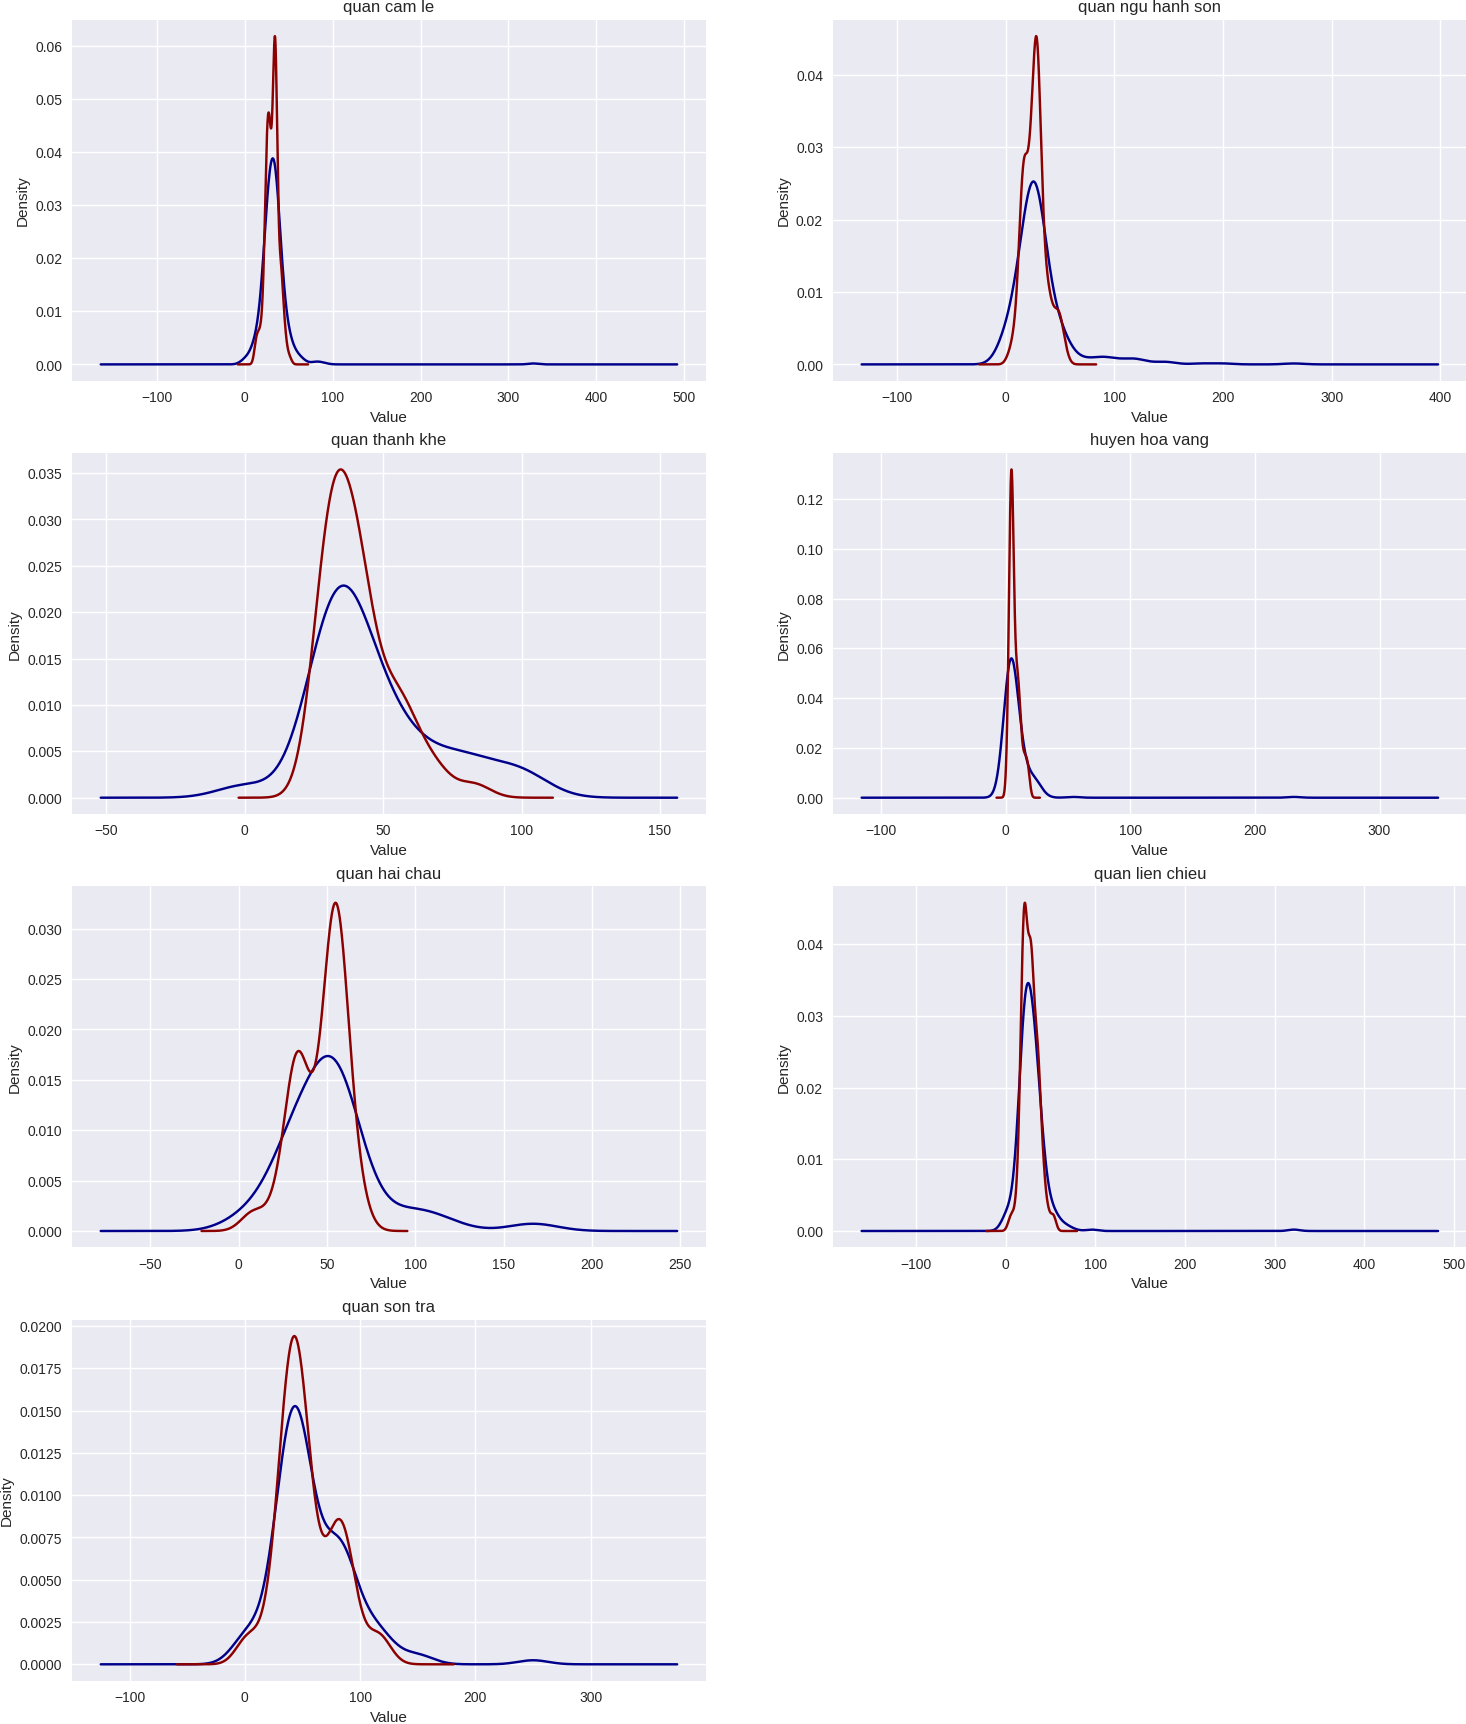 quan cam le
0.06
0.05
0.04
0.03
0.02
0.01
0.00
Density
−100 0 100 200 300 400 500
Value
quan ngu hanh son
0.04
0.03
0.02
0.01
0.00
Density
−100 0 100 200 300 400
Value
quan thanh khe
0.035
0.030
0.025
0.020
0.015
0.010
0.005
0.000
Density
−50 0 50 100 150
Value
huyen hoa vang
0.12
0.10
0.08
0.06
0.04
0.02
0.00
Density
−100 0 100 200 300
Value
quan hai chau
0.030
0.025
0.020
0.015
0.010
0.005
0.000
Density
−50 0 50 100 150 200 250
Value
quan lien chieu
0.04
0.03
0.02
0.01
0.00
Density
−100 0 100 200 300 400 500
Value
quan son tra
0.0200
0.0175
0.0150
0.0125
0.0100
0.0075
0.0050
0.0025
0.0000
Density
−100 0 100 200 300
Value